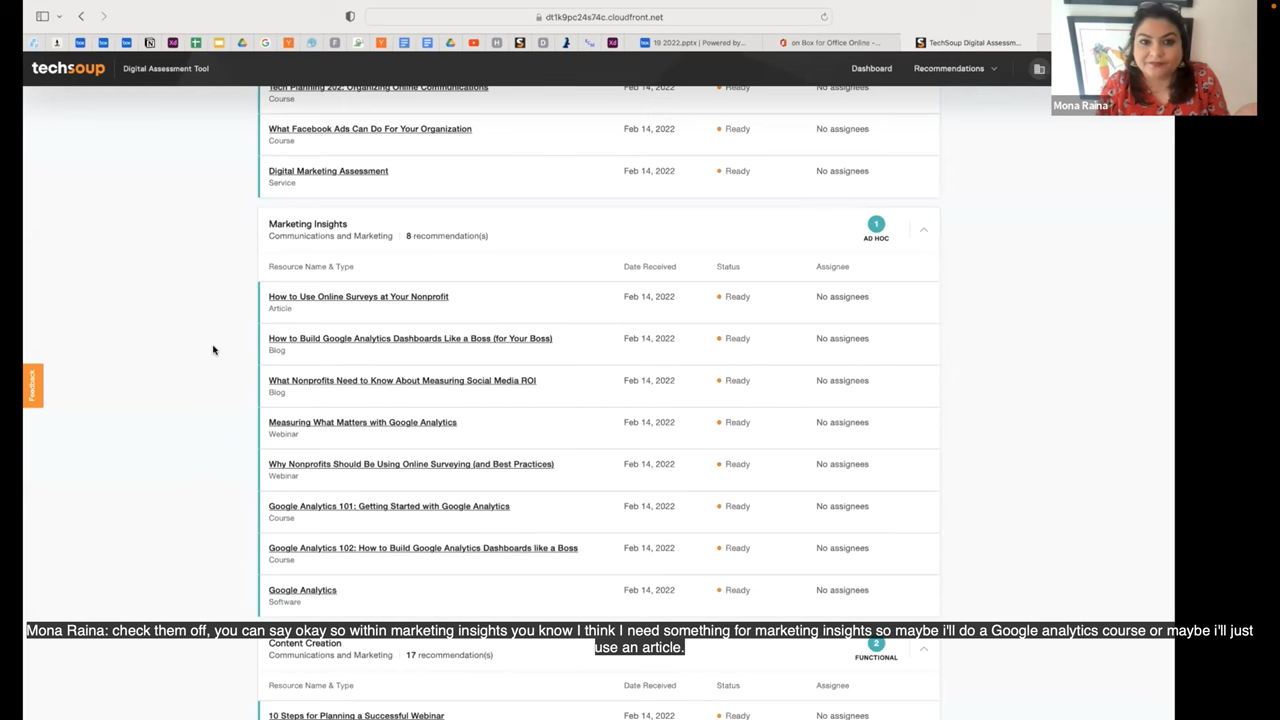 dt1k9pc24s74c.cloudfront.net
19 2022.pptx | Powered by...
on Box for Office Online -...
TechSoup Digital Assessm...
techsoup
Digital Assessment Tool
Dashboard
Recommendations
Mona Raina
Tech Planning 202: Organizing Online Communications
Course
Feb 14, 2022
Ready
No assignees
What Facebook Ads Can Do For Your Organization
Course
Feb 14, 2022
Ready
No assignees
Digital Marketing Assessment
Service
Feb 14, 2022
Ready
No assignees
Marketing Insights
Communications and Marketing
8 recommendation(s)
1
AD HOC
Resource Name & Type
Date Received
Status
Assignee
How to Use Online Surveys at Your Nonprofit
Article
Feb 14, 2022
Ready
No assignees
How to Build Google Analytics Dashboards Like a Boss (for Your Boss)
Blog
Feb 14, 2022
Ready
No assignees
What Nonprofits Need to Know About Measuring Social Media ROI
Blog
Feb 14, 2022
Ready
No assignees
Measuring What Matters with Google Analytics
Webinar
Feb 14, 2022
Ready
No assignees
Why Nonprofits Should Be Using Online Surveying (and Best Practices)
Webinar
Feb 14, 2022
Ready
No assignees
Google Analytics 101: Getting Started with Google Analytics
Course
Feb 14, 2022
Ready
No assignees
Google Analytics 102: How to Build Google Analytics Dashboards like a Boss
Course
Feb 14, 2022
Ready
No assignees
Google Analytics
Software
Feb 14, 2022
Ready
No assignees
Feedback
Mona Raina: check them off, you can say okay so within marketing insights you know I think I need something for marketing insights so maybe i'll do a Google analytics course or maybe i'll just
use an article.
Content Creation
Communications and Marketing
17 recommendation(s)
2
FUNCTIONAL
Resource Name & Type
Date Received
Status
Assignee
10 Steps for Planning a Successful Webinar
Feb 14, 2022
Ready
No assignees